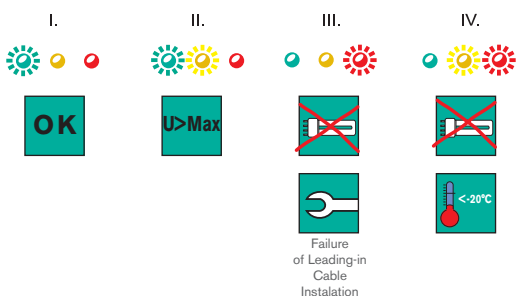 I.
II.
III.
IV.
OK
U>Max
<-20°C
Failure
of Leading-in
Cable
Instalation